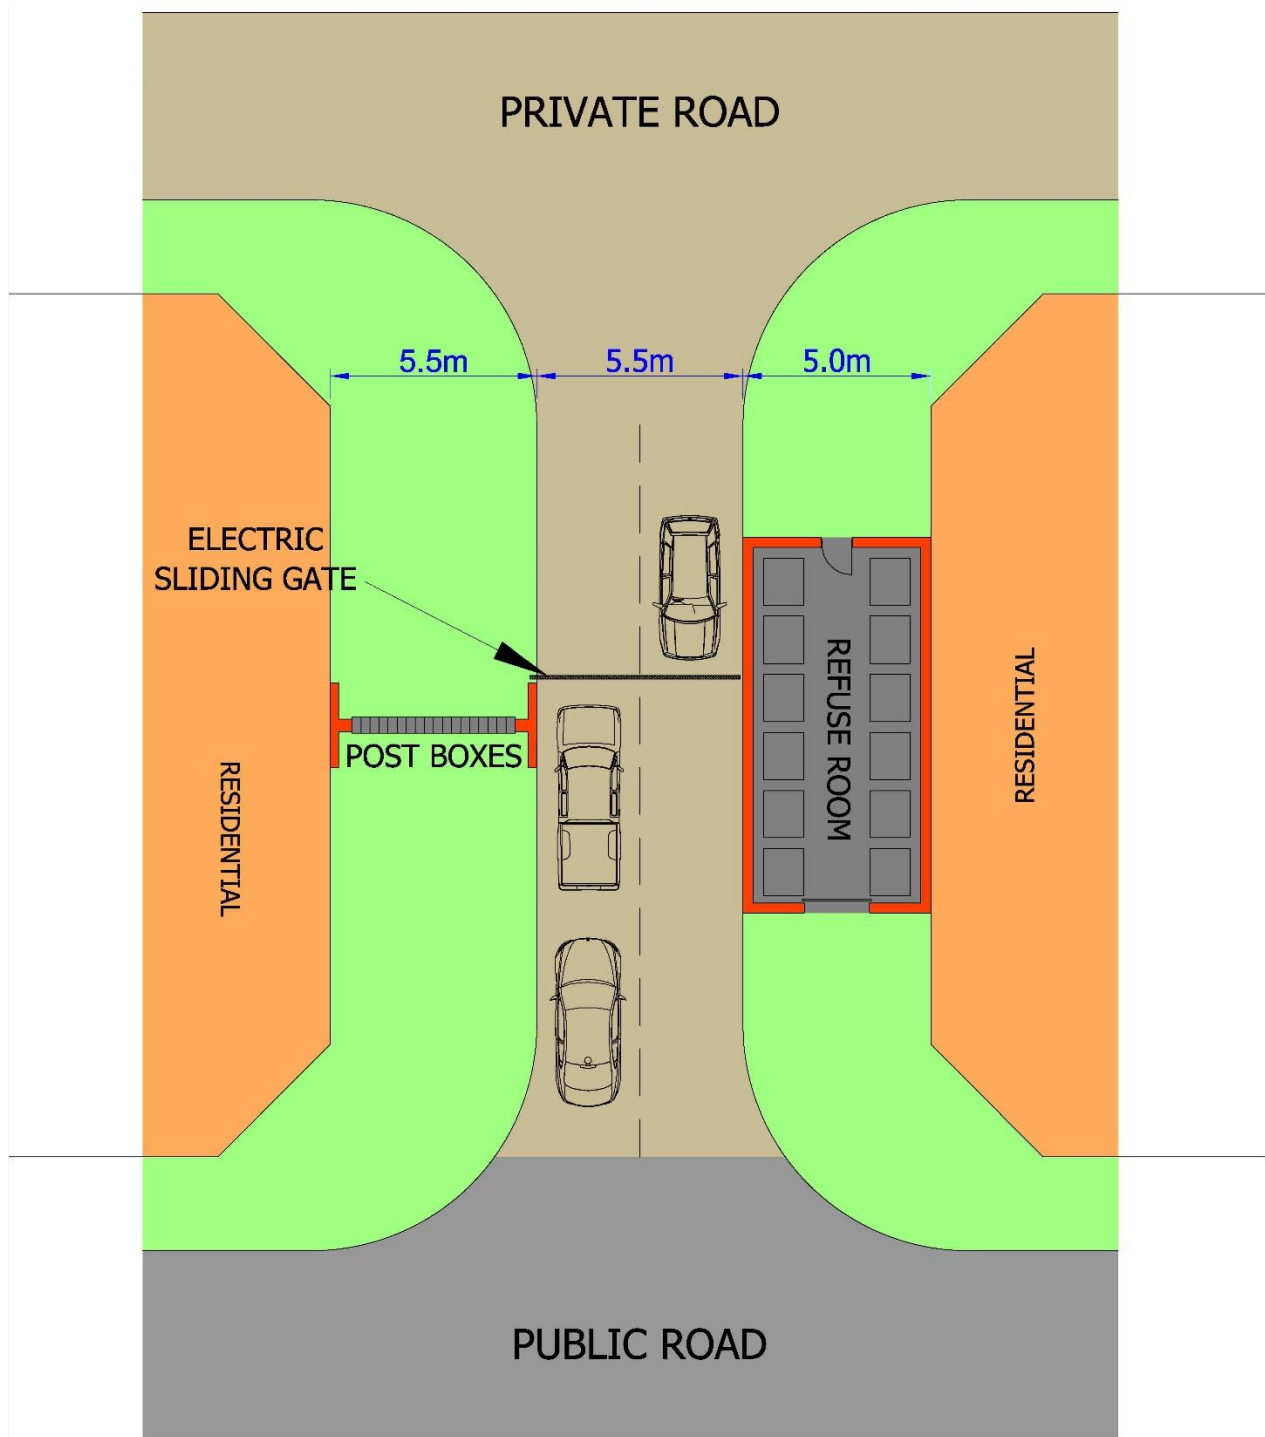 PRIVATE ROAD
5.5m
5.5m
5.0m
ELECTRIC
SLIDING GATE
REFUSE ROOM
RESIDENTIAL
POST BOXES
RESIDENTIAL
PUBLIC ROAD